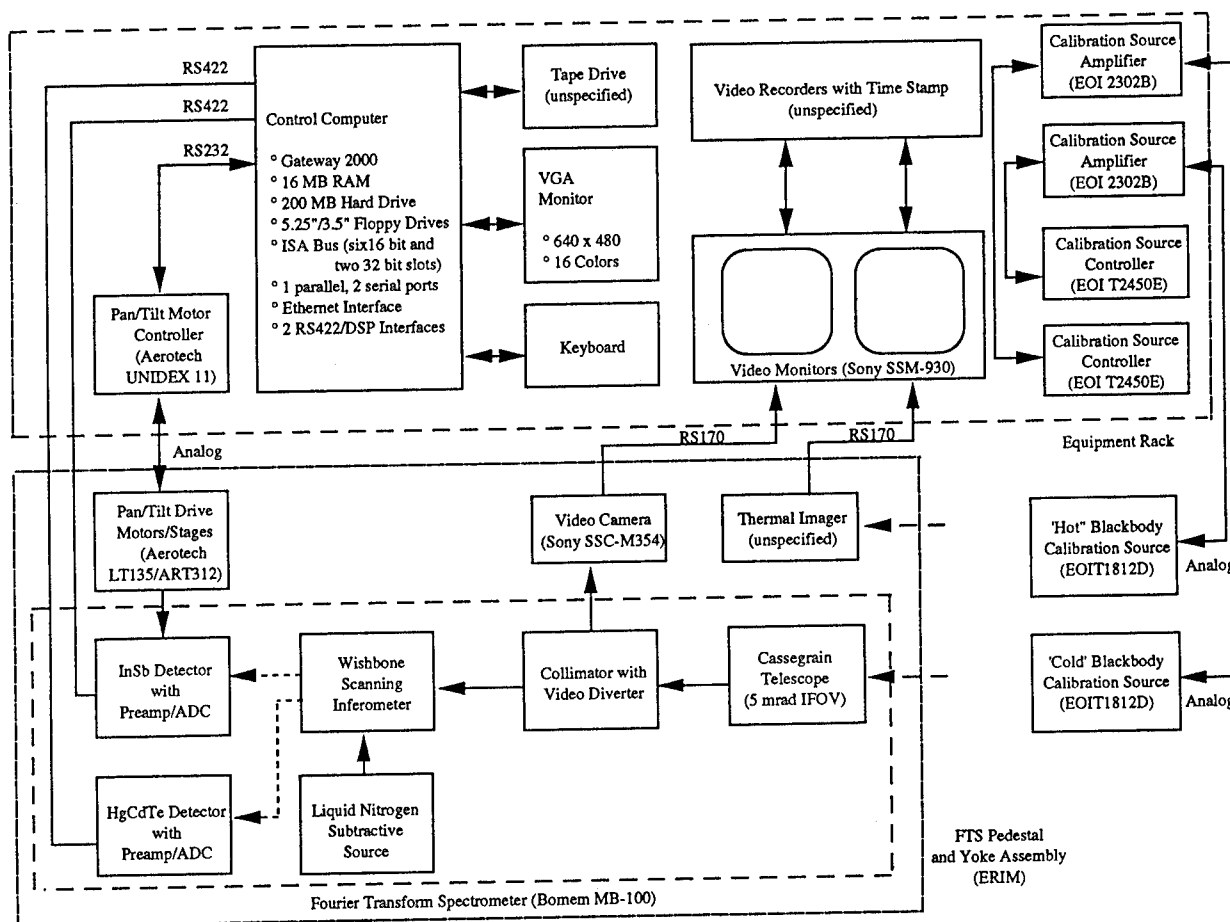 RS422
RS422
RS232
Control Computer
° Gateway 2000
° 16 MB RAM
° 200 MB Hard Drive
° 5.25"/3.5" Floppy Drives
° ISA Bus (six16 bit and
two 32 bit slots)
° 1 parallel, 2 serial ports
° Ethernet Interface
° 2 RS422/DSP Interfaces
Tape Drive
(unspecified)
VGA
Monitor
° 640 x 480
° 16 Colors
Keyboard
Video Recorders with Time Stamp
(unspecified)
Video Monitors (Sony SSM-930)
Calibration Source
Amplifier
(EOI 2302B)
Calibration Source
Amplifier
(EOI 2302B)
Calibration Source
Controller
(EOI T2450E)
Calibration Source
Controller
(EOI T2450E)
Pan/Tilt Motor
Controller
(Aerotech
UNIDEX 11)
Analog
RS170
RS170
Equipment Rack
Pan/Tilt Drive
Motors/Stages
(Aerotech
LT135/ART312)
Video Camera
(Sony SSC-M354)
Thermal Imager
(unspecified)
'Hot" Blackbody
Calibration Source
(EOIT1812D)
Analog
InSb Detector
with
Preamp/ADC
Wishbone
Scanning
Inferometer
Collimator with
Video Diverter
Cassegrain
Telescope
(5 mrad IFOV)
'Cold' Blackbody
Calibration Source
(EOIT1812D)
Analog
HgCdTe Detector
with
Preamp/ADC
Liquid Nitrogen
Subtractive
Source
FTS Pedestal
and Yoke Assembly
(ERIM)
Fourier Transform Spectrometer (Bomem MB-100)